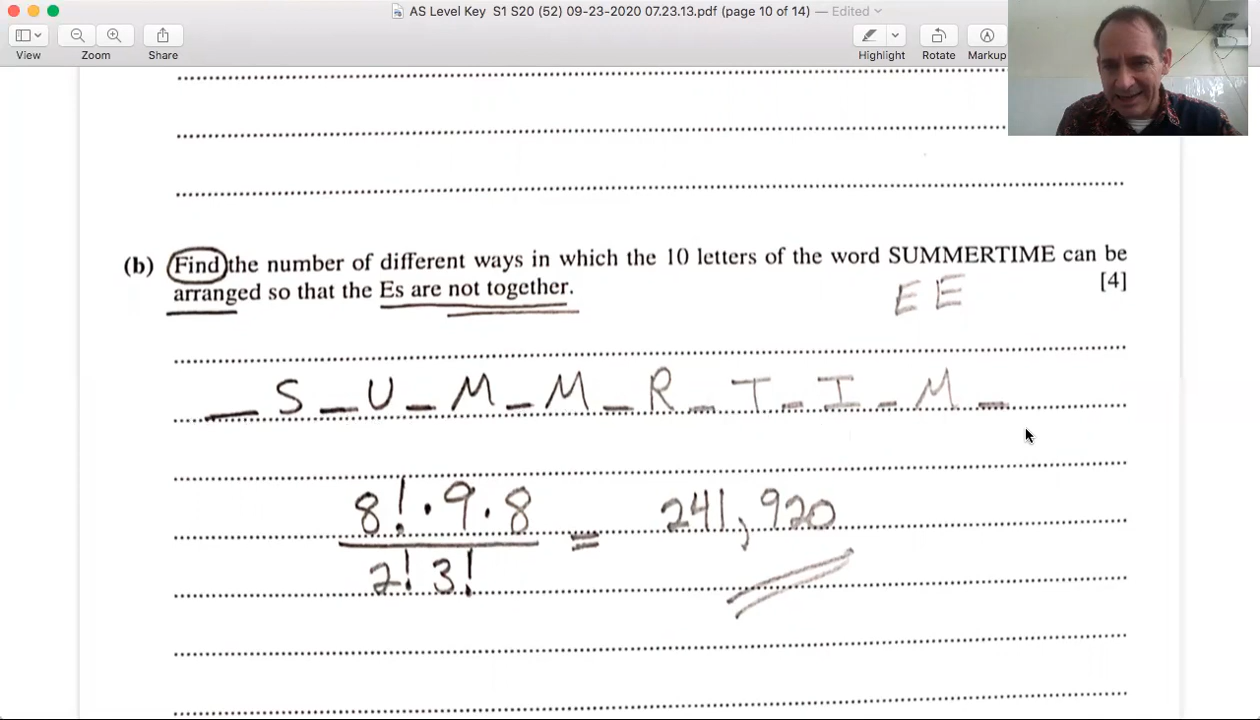 AS Level Key S1 S20 (52) 09-23-2020 07.23.13.pdf (page 10 of 14) — Edited
View Zoom Share Highlight Rotate Markup
(b) Find the number of different ways in which the 10 letters of the word SUMMERTIME can be
arranged so that the Es are not together. [4]
E E
_ S _ U _ M _ M _ R _ T _ I _ M _
8! · 9 · 8
= 241,920
2! 3!